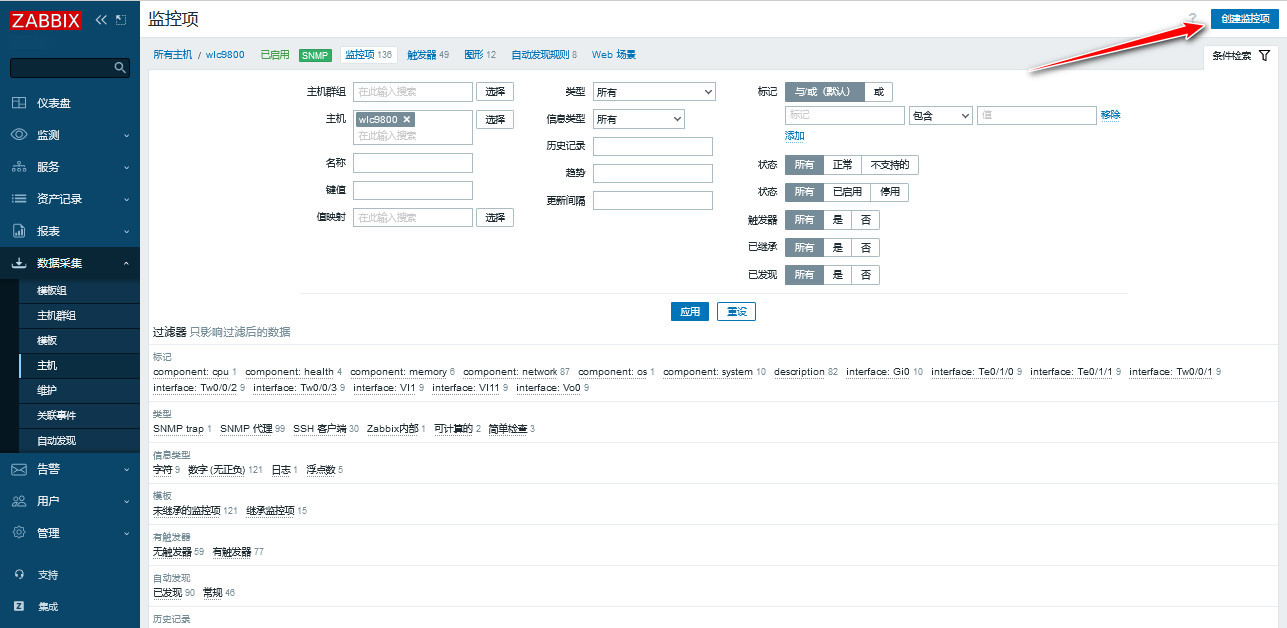 ZABBIX
监控项
?
创建监控项
所有主机 / wlc9800 已启用 SNMP 监控项 136 触发器 49 图形 12 自动发现规则 8 Web 场景
条件检索
仪表盘
监测
服务
资产记录
报表
数据采集
模板组
主机群组
模板
主机
维护
关联事件
自动发现
告警
用户
管理
支持
Z 集成
主机群组 在此输入搜索 选择
主机 wlc9800 选择
在此输入搜索
名称
键值
值映射 在此输入搜索 选择
类型 所有
信息类型 所有
历史记录
趋势
更新间隔
标记 与/或（默认） 或
标记 包含 值 移除
添加
状态 所有 正常 不支持的
状态 所有 已启用 停用
触发器 所有 是 否
已继承 所有 是 否
已发现 所有 是 否
应用 重设
过滤器 只影响过滤后的数据
标记
component: cpu 1 component: health 4 component: memory 6 component: network 87 component: os 1 component: system 10 description 82 interface: Gi0 10 interface: Te0/1/0 9 interface: Te0/1/1 9 interface: Tw0/0/1 9
interface: Tw0/0/2 9 interface: Tw0/0/3 9 interface: Vl1 9 interface: Vl11 9 interface: Vo0 9
类型
SNMP trap 1 SNMP 代理 99 SSH 客户端 30 Zabbix内部 1 可计算的 2 简单检查 3
信息类型
字符 9 数字 (无正负) 121 日志 1 浮点数 5
模板
未继承的监控项 121 继承监控项 15
有触发器
无触发器 59 有触发器 77
自动发现
已发现 90 常规 46
历史记录